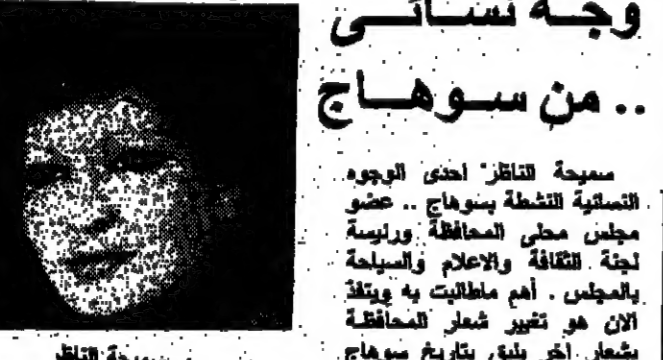 وجه نسائى
.. من سوهاج
سميحة الناظر احدى الوجوه
النسائية النشطة بسوهاج .. عضو
مجلس محلى المحافظة ورئيسة
لجنة الثقافة والاعلام والسياحة
بالمجلس . أهم ماطالبت به وينفذ
الان هو تغيير شعار المحافظة
بشعار اخر يليق بتاريخ سوهاج
سميحة الناظر